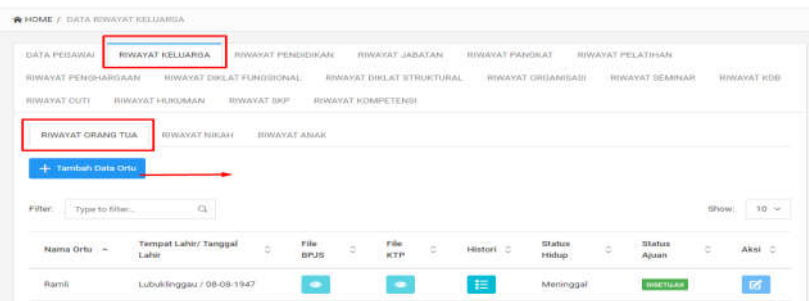 HOME / DATA RIWAYAT KELUARGA
DATA PEGAWAI RIWAYAT KELUARGA RIWAYAT PENDIDIKAN RIWAYAT JABATAN RIWAYAT PANGKAT RIWAYAT PELATIHAN
RIWAYAT PENGHARGAAN RIWAYAT DIKLAT FUNGSIONAL RIWAYAT DIKLAT STRUKTURAL RIWAYAT ORGANISASI RIWAYAT SEMINAR RIWAYAT KGB
RIWAYAT CUTI RIWAYAT HUKUMAN RIWAYAT SKP RIWAYAT KOMPETENSI
RIWAYAT ORANG TUA RIWAYAT NIKAH RIWAYAT ANAK
+ Tambah Data Ortu
Filter: Type to filter... Show: 10
Nama Ortu Tempat Lahir/ Tanggal Lahir File BPJS File KTP Histori Status Hidup Status Ajuan Aksi
Ramli Lubuklinggau / 08-08-1947 Meninggal DISETUJUI